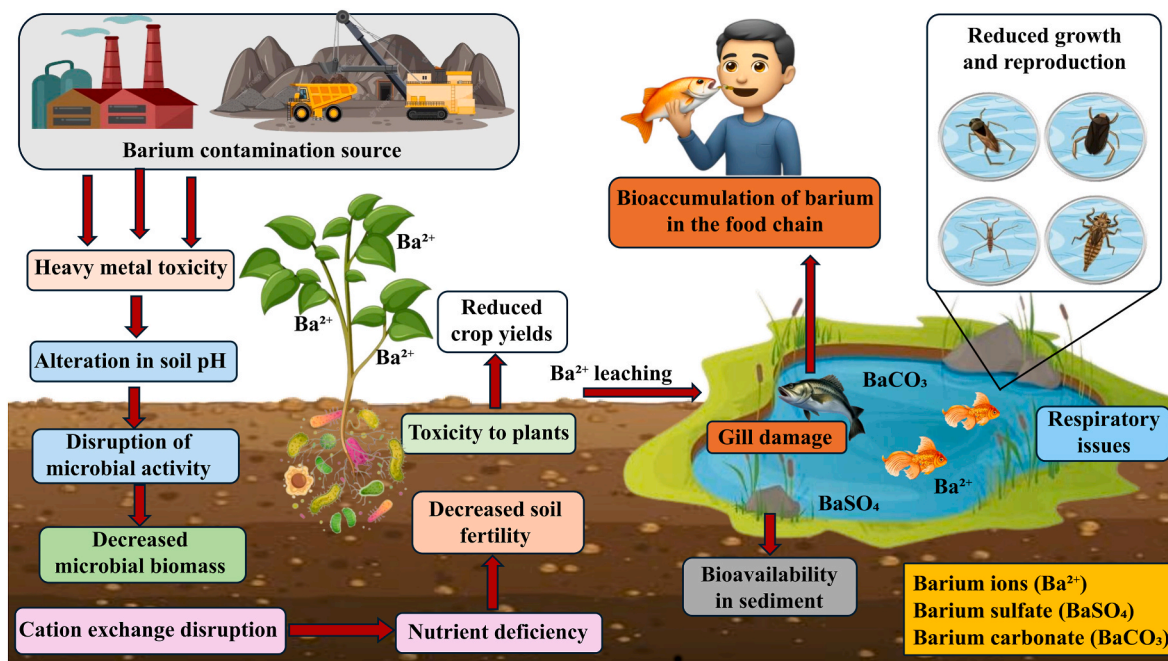 Barium contamination source
Heavy metal toxicity
Alteration in soil pH
Disruption of
microbial activity
Decreased
microbial biomass
Cation exchange disruption
Nutrient deficiency
Decreased soil
fertility
Toxicity to plants
Reduced
crop yields
Ba²⁺
Ba²⁺
Ba²⁺
Ba²⁺ leaching
Bioaccumulation of barium
in the food chain
Reduced growth
and reproduction
BaCO₃
Gill damage
Respiratory
issues
Ba²⁺
BaSO₄
Bioavailability
in sediment
Barium ions (Ba²⁺)
Barium sulfate (BaSO₄)
Barium carbonate (BaCO₃)